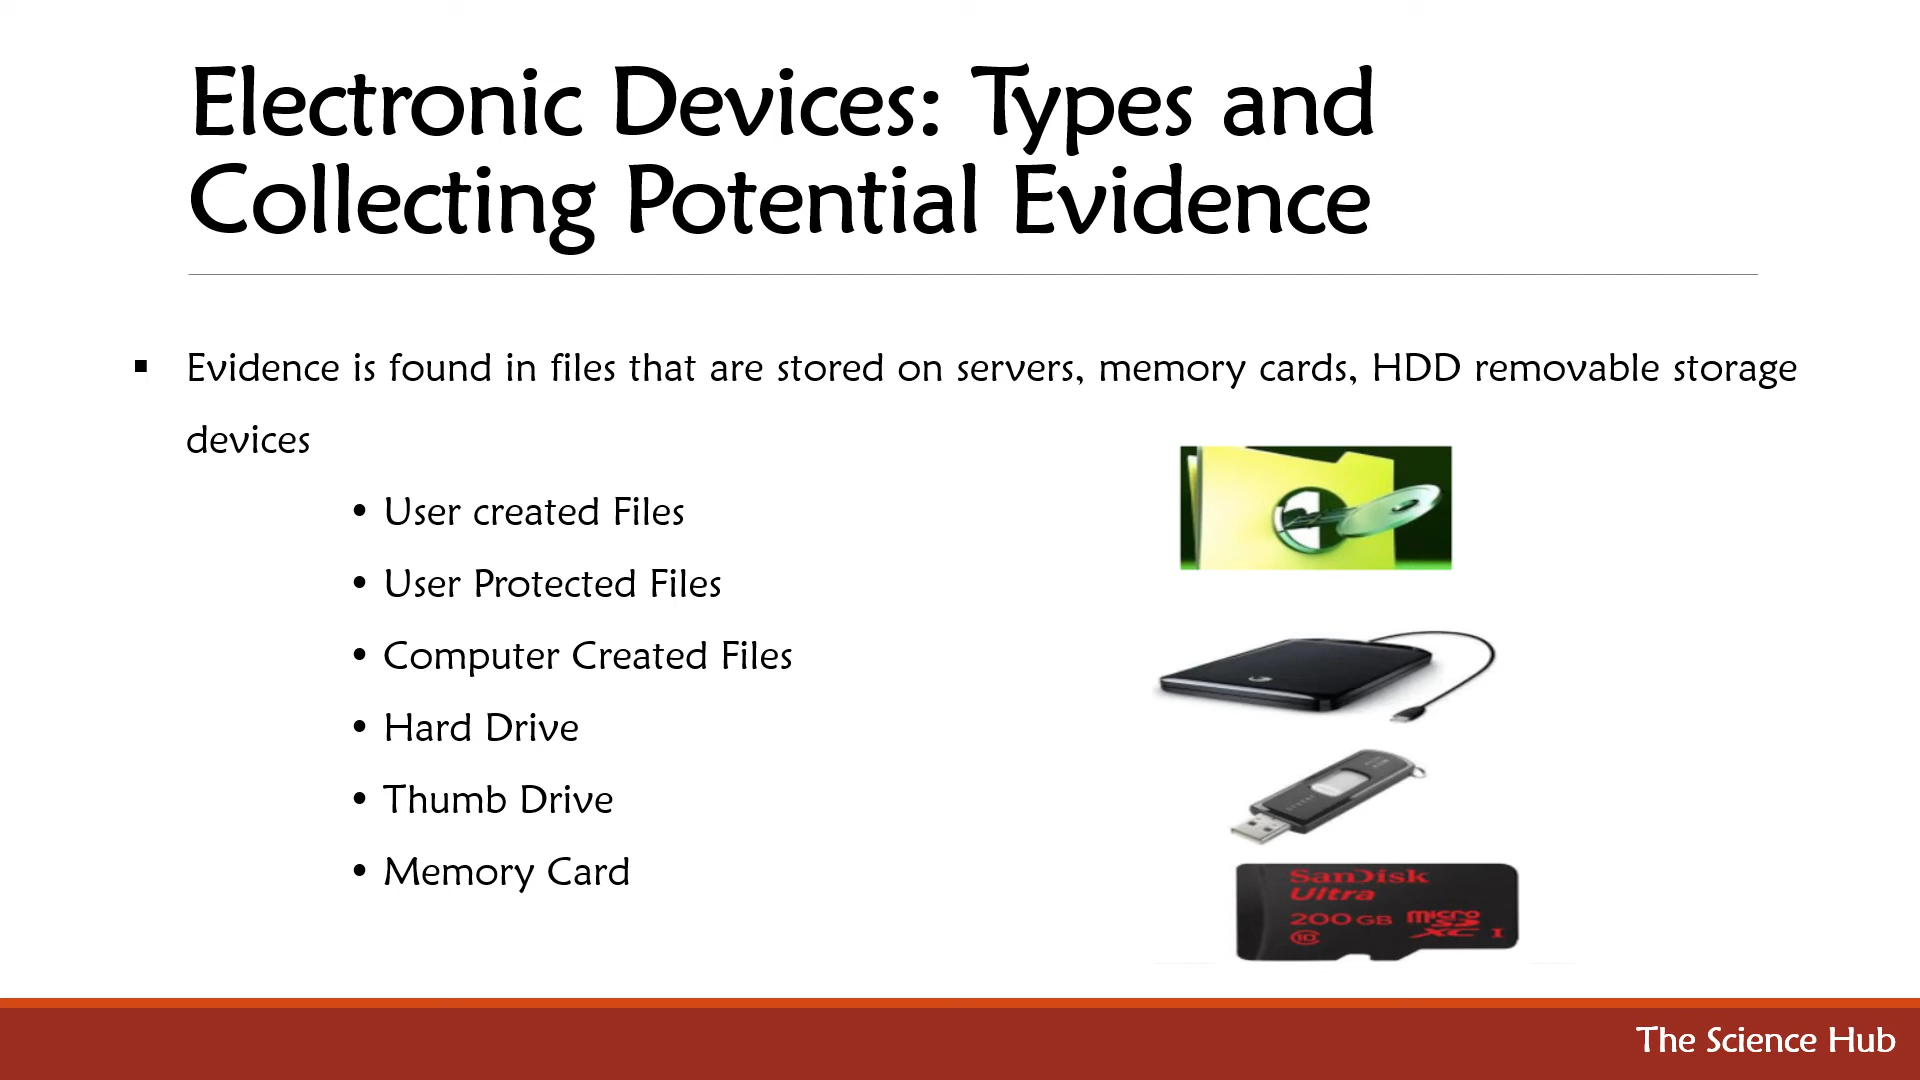 Electronic Devices: Types and
Collecting Potential Evidence
▪ Evidence is found in files that are stored on servers, memory cards, HDD removable storage
devices
• User created Files
• User Protected Files
• Computer Created Files
• Hard Drive
• Thumb Drive
• Memory Card
SanDisk
Ultra
200 GB micro
SD
10 XC I
The Science Hub